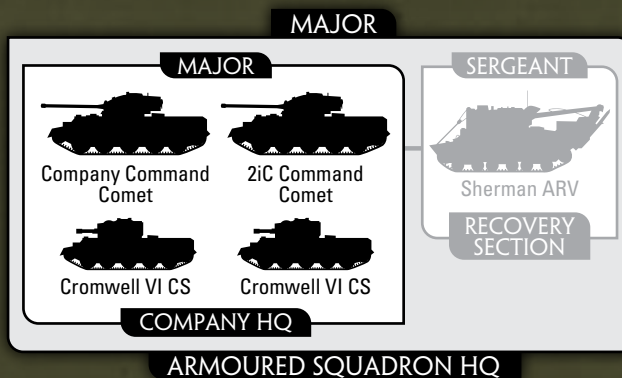 MAJOR
MAJOR
Company Command
Comet
2iC Command
Comet
Cromwell VI CS
Cromwell VI CS
COMPANY HQ
SERGEANT
Sherman ARV
RECOVERY
SECTION
ARMOURED SQUADRON HQ